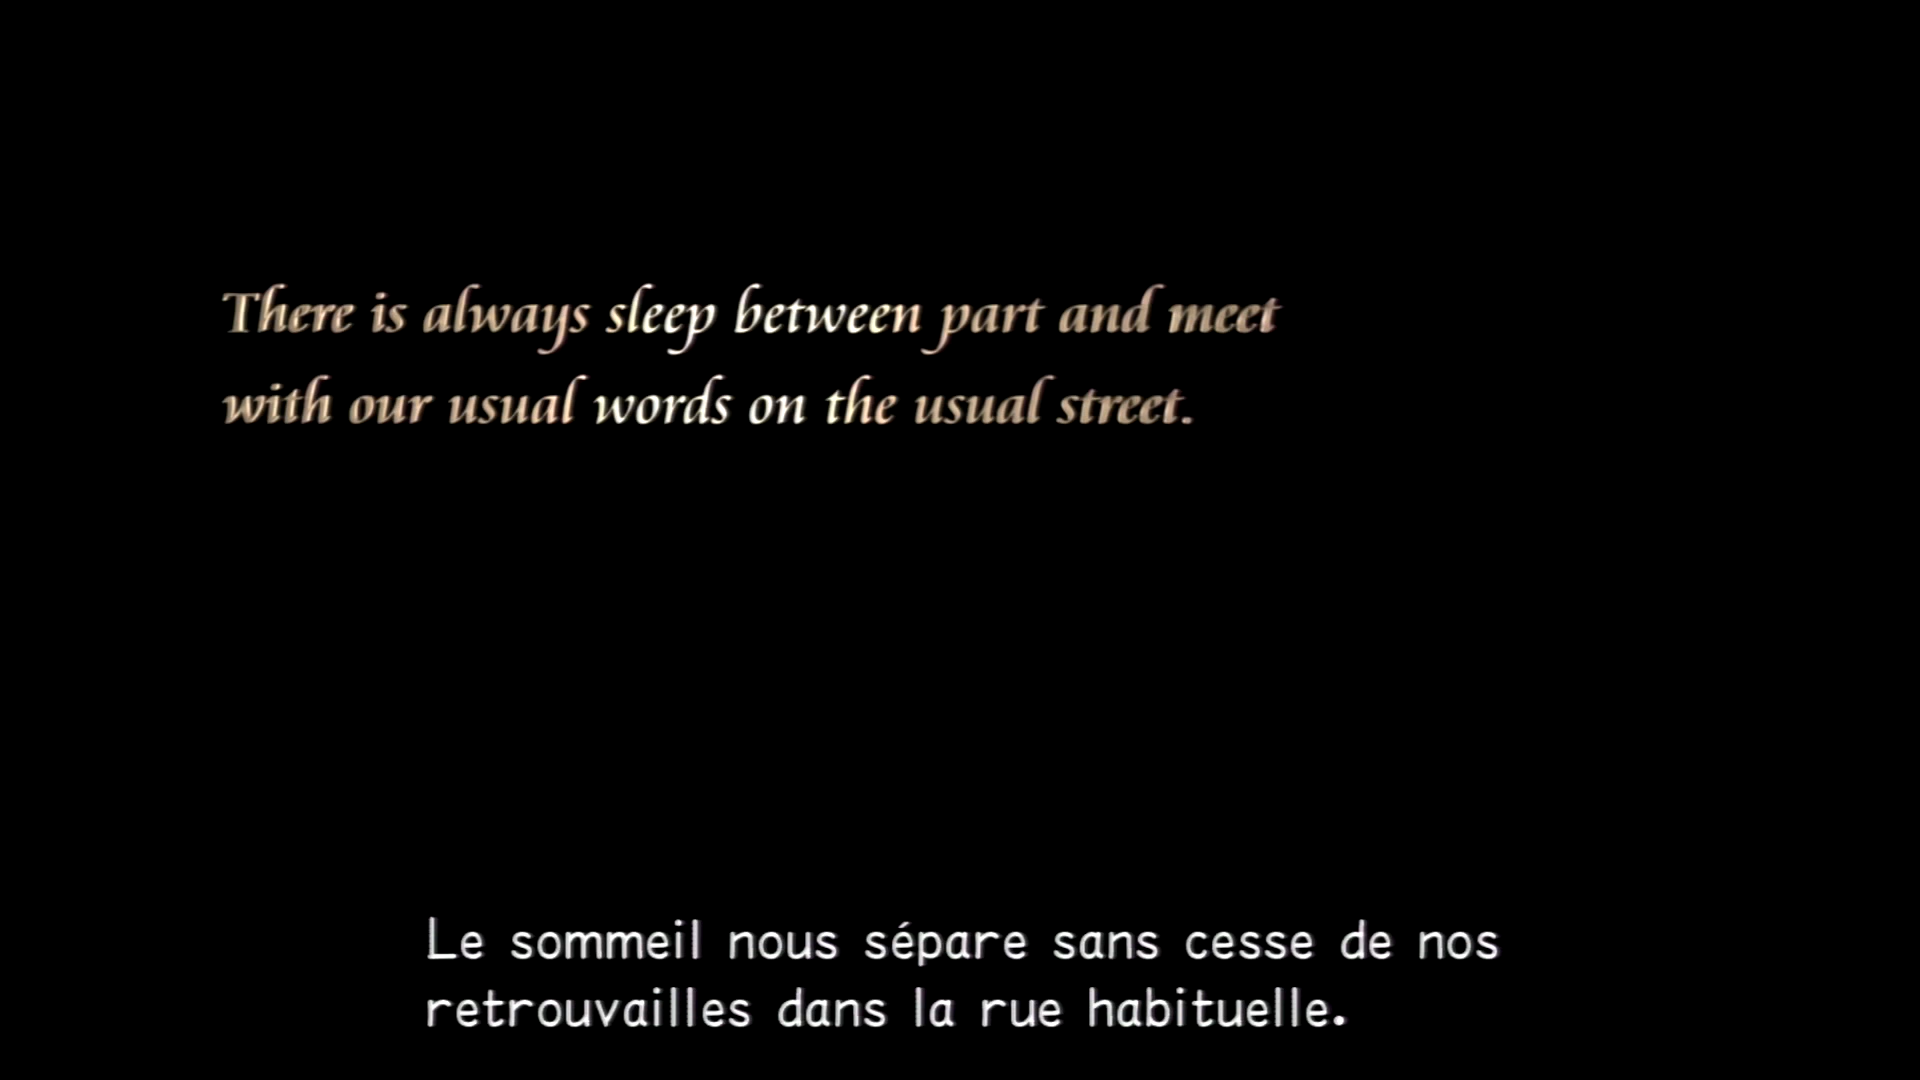 There is always sleep between part and meet
with our usual words on the usual street.
Le sommeil nous sépare sans cesse de nos
retrouvailles dans la rue habituelle.